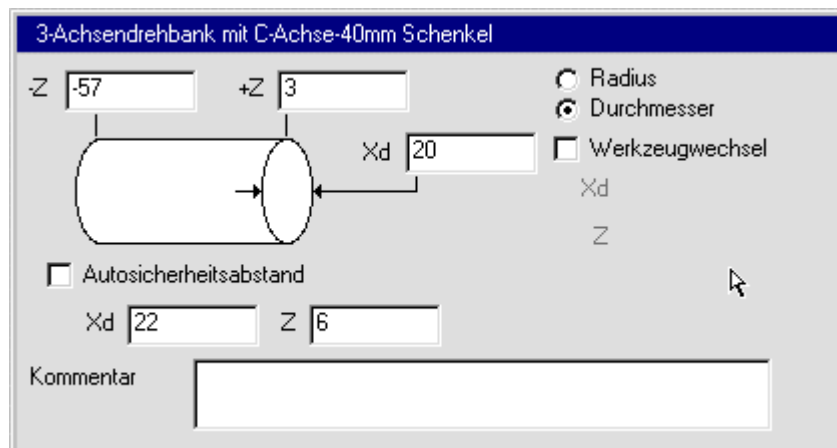 3-Achsendrehbank mit C-Achse-40mm Schenkel
-Z -57 +Z 3
Radius
Durchmesser
Xd 20
Werkzeugwechsel
Xd
Z
Autosicherheitsabstand
Xd 22 Z 6
Kommentar